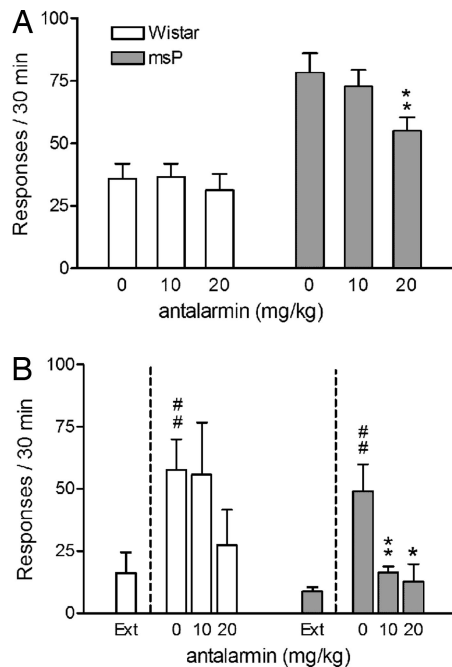 A
100
Wistar
msP
75
50
25
0
Responses / 30 min
*
*
0 10 20 0 10 20
antalarmin (mg/kg)
B
100
75
50
25
0
Responses / 30 min
#
#
#
#
*
*
*
Ext 0 10 20 Ext 0 10 20
antalarmin (mg/kg)